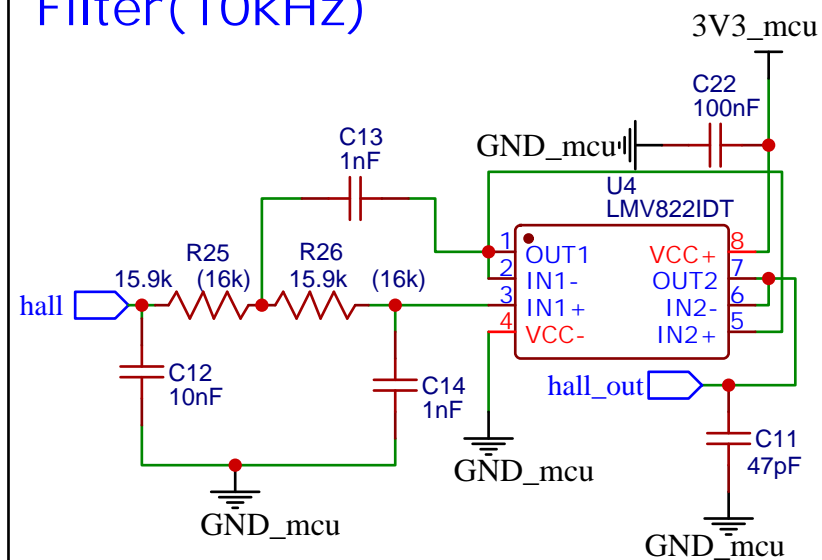 Filter(10kHz)
3V3_mcu
C22
100nF
GND_mcu
C13
1nF
U4
LMV822IDT
R25
R26
15.9k
(16k)
15.9k
(16k)
hall
1
OUT1
2
IN1-
3
IN1+
4
VCC-
VCC+
8
OUT2
7
IN2-
6
IN2+
5
C12
10nF
C14
1nF
hall_out
C11
47pF
GND_mcu
GND_mcu
GND_mcu